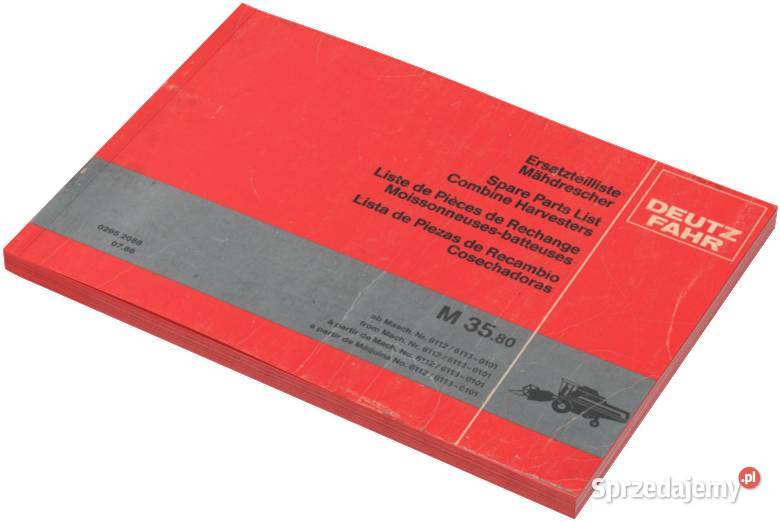 Ersatzteilliste
Mähdrescher
Spare Parts List
Combine Harvesters
Liste de Pièces de Rechange
Moissonneuses-batteuses
Lista de Piezas de Recambio
Cosechadoras
DEUTZ
FAHR
0295 2088
07.88
M 35.80
ab Masch. Nr. 6112/6113-0101
from Mach. Nr. 6112/6113-0101
à partir de Mach. No. 6112/6113-0101
a partir de Máquina No. 6112/6113-0101
Sprzedajemy.pl